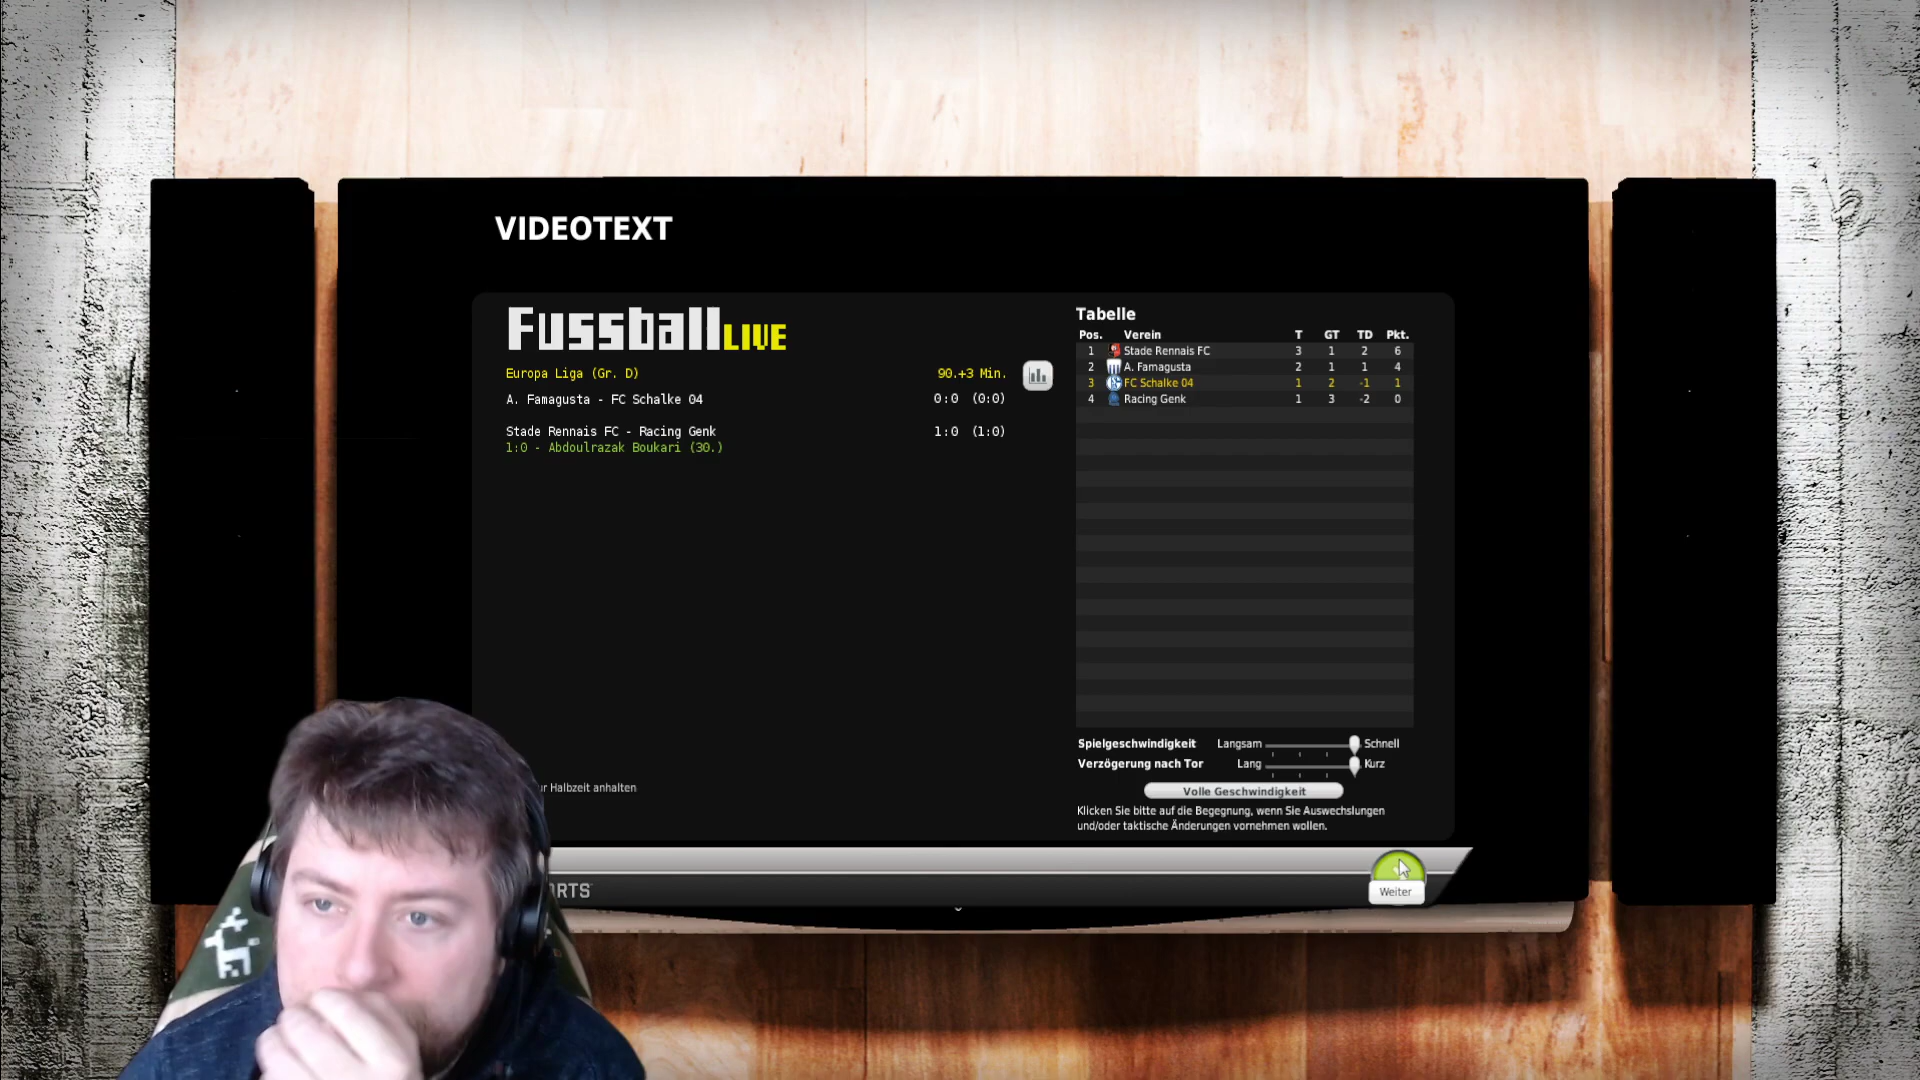 VIDEOTEXT
Fussball LIVE
Europa Liga (Gr. D) 90.+3 Min.
A. Famagusta - FC Schalke 04 0:0 (0:0)
Stade Rennais FC - Racing Genk 1:0 (1:0)
1:0 - Abdoulrazak Boukari (30.)
Tabelle
Pos. Verein T GT TD Pkt.
1 Stade Rennais FC 3 1 2 6
2 A. Famagusta 2 1 1 4
3 FC Schalke 04 1 2 -1 1
4 Racing Genk 1 3 -2 0
Spielgeschwindigkeit Langsam Schnell
Verzögerung nach Tor Lang Kurz
ur Halbzeit anhalten
Volle Geschwindigkeit
Klicken Sie bitte auf die Begegnung, wenn Sie Auswechslungen
und/oder taktische Änderungen vornehmen wollen.
ORTS
Weiter